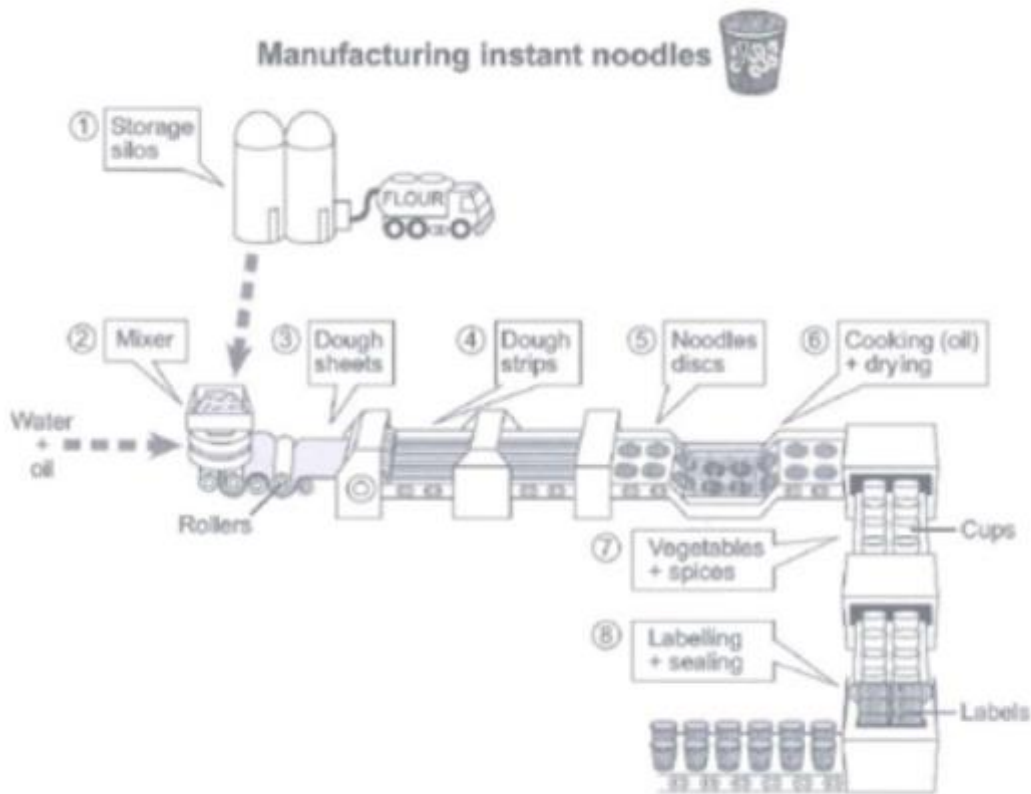 Manufacturing instant noodles
① Storage
silos
FLOUR
② Mixer
③ Dough
sheets
④ Dough
strips
⑤ Noodles
discs
⑥ Cooking (oil)
+ drying
Water
+
oil
Rollers
⑦ Vegetables
+ spices
Cups
⑧ Labelling
+ sealing
Labels